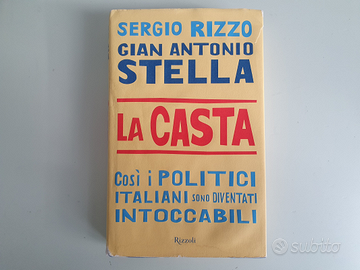 SERGIO RIZZO
GIAN ANTONIO
STELLA
LA CASTA
COSÌ i POLITICI
ITALIANI SONO DIVENTATI
INTOCCABILI
Rizzoli
subito